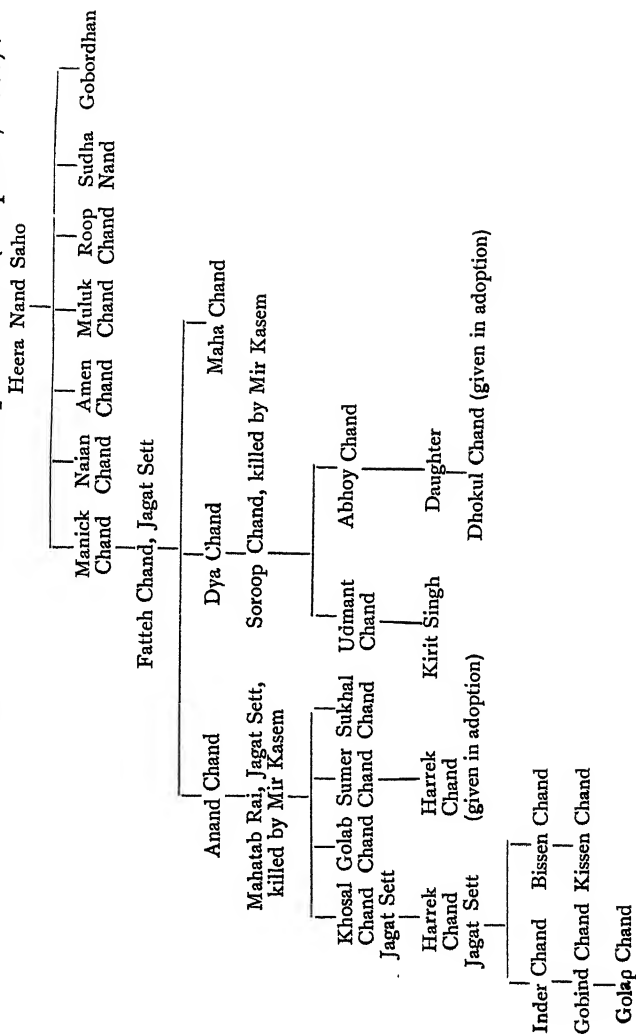 Heera Nand Saho
Manick Chand
Naian Chand
Amen Chand
Muluk Chand
Roop Chand
Sudha Nand
Gobordhan
Fatteh Chand, Jagat Sett
Anand Chand
Dya Chand
Maha Chand
Mahatab Rai, Jagat Sett,
killed by Mir Kasem
Soroop Chand, killed by Mir Kasem
Khosal Chand Jagat Sett
Golab Chand
Sumer Chand
Sukhal Chand
Udmant Chand
Abhoy Chand
Harrek Chand Jagat Sett
Harrek Chand (given in adoption)
Kirit Singh
Daughter
Dhokul Chand (given in adoption)
Inder Chand
Bissen Chand
Gobind Chand
Kissen Chand
Golap Chand